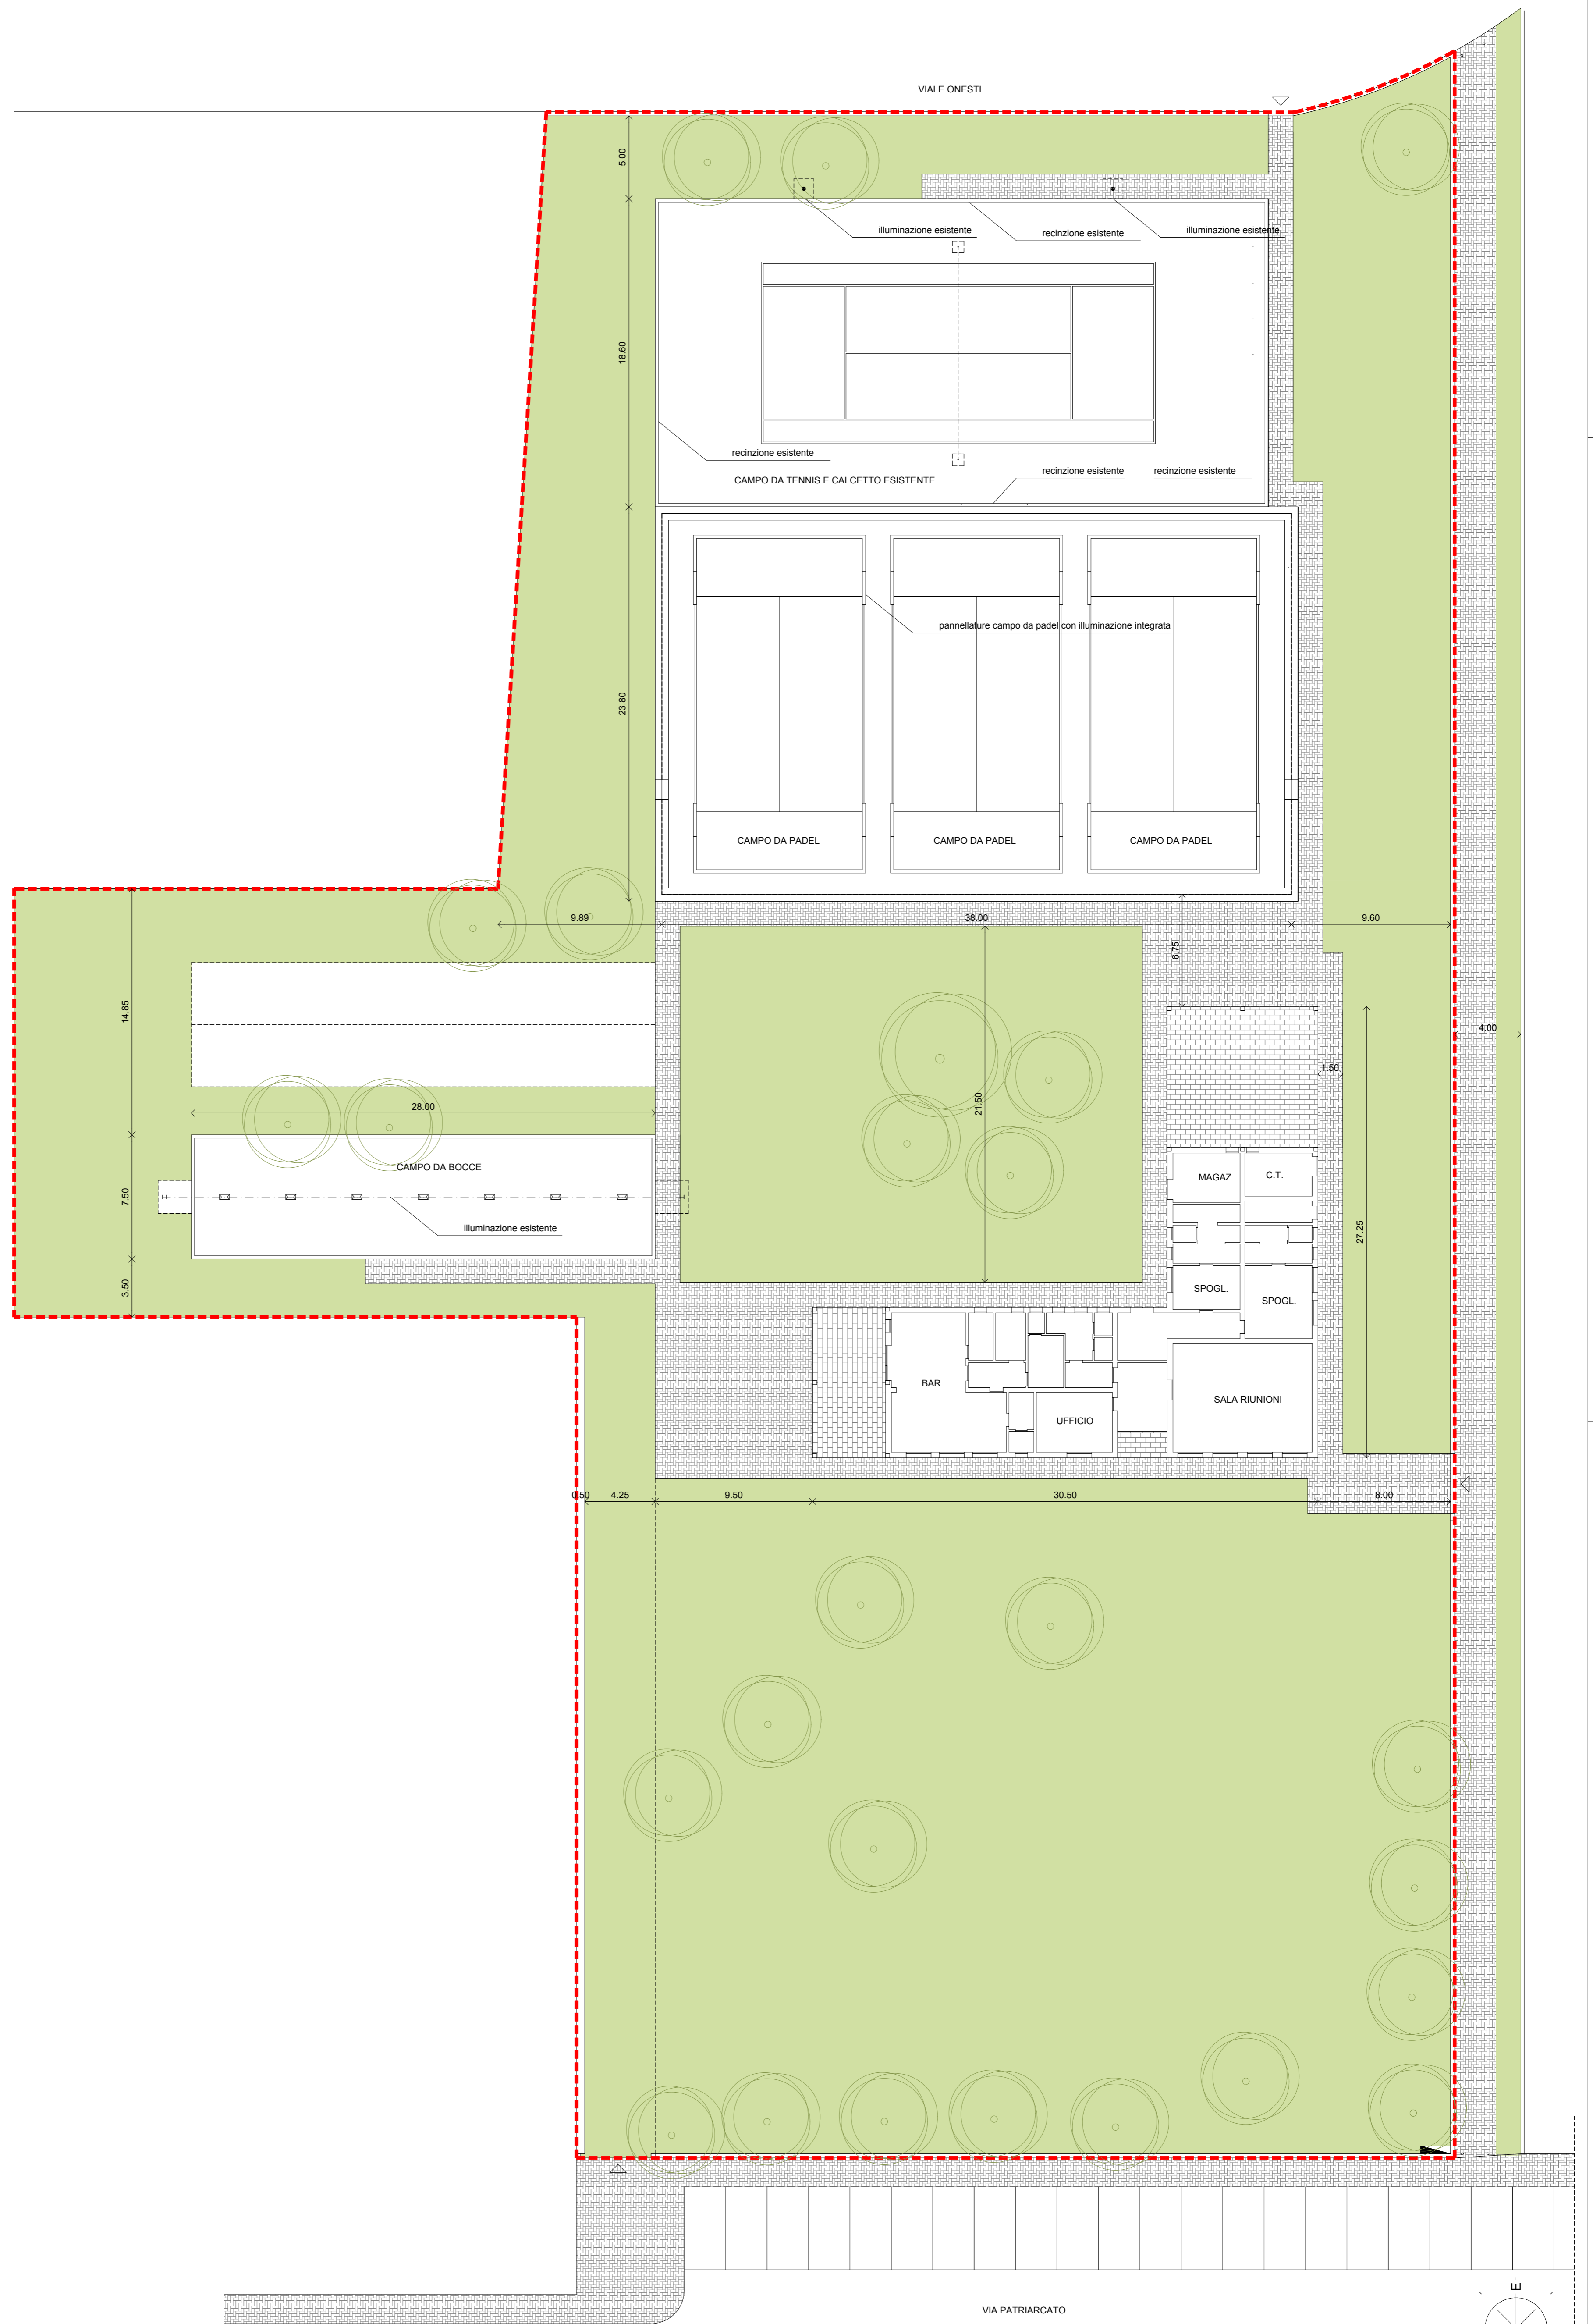 VIALE ONESTI
5.00
illuminazione esistente
recinzione esistente
illuminazione esistente
18.60
recinzione esistente
recinzione esistente
recinzione esistente
CAMPO DA TENNIS E CALCETTO ESISTENTE
pannellature campo da padel con illuminazione integrata
23.80
CAMPO DA PADEL
CAMPO DA PADEL
CAMPO DA PADEL
9.89
38.00
9.60
6.75
14.85
4.00
1.50
21.50
28.00
CAMPO DA BOCCE
MAGAZ.
C.T.
7.50
illuminazione esistente
27.25
3.50
SPOGL.
SPOGL.
BAR
SALA RIUNIONI
UFFICIO
0.50
4.25
9.50
30.50
8.00
E
VIA PATRIARCATO